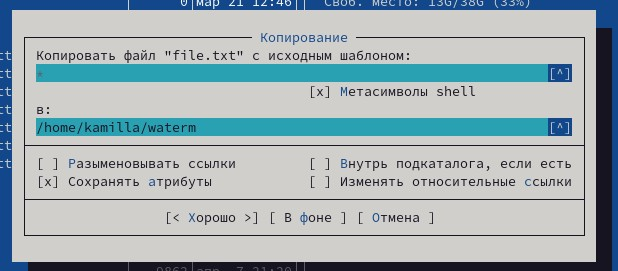 0 мар 21 12:46 Своб. место: 13G/38G (33%)
Копирование
Копировать файл "file.txt" с исходным шаблоном:
* [^]
[x] Метасимволы shell
в:
/home/kamilla/waterm [^]
[ ] Разыменовывать ссылки [ ] Внутрь подкаталога, если есть
[x] Сохранять атрибуты [ ] Изменять относительные ссылки
[< Хорошо >] [ В фоне ] [ Отмена ]